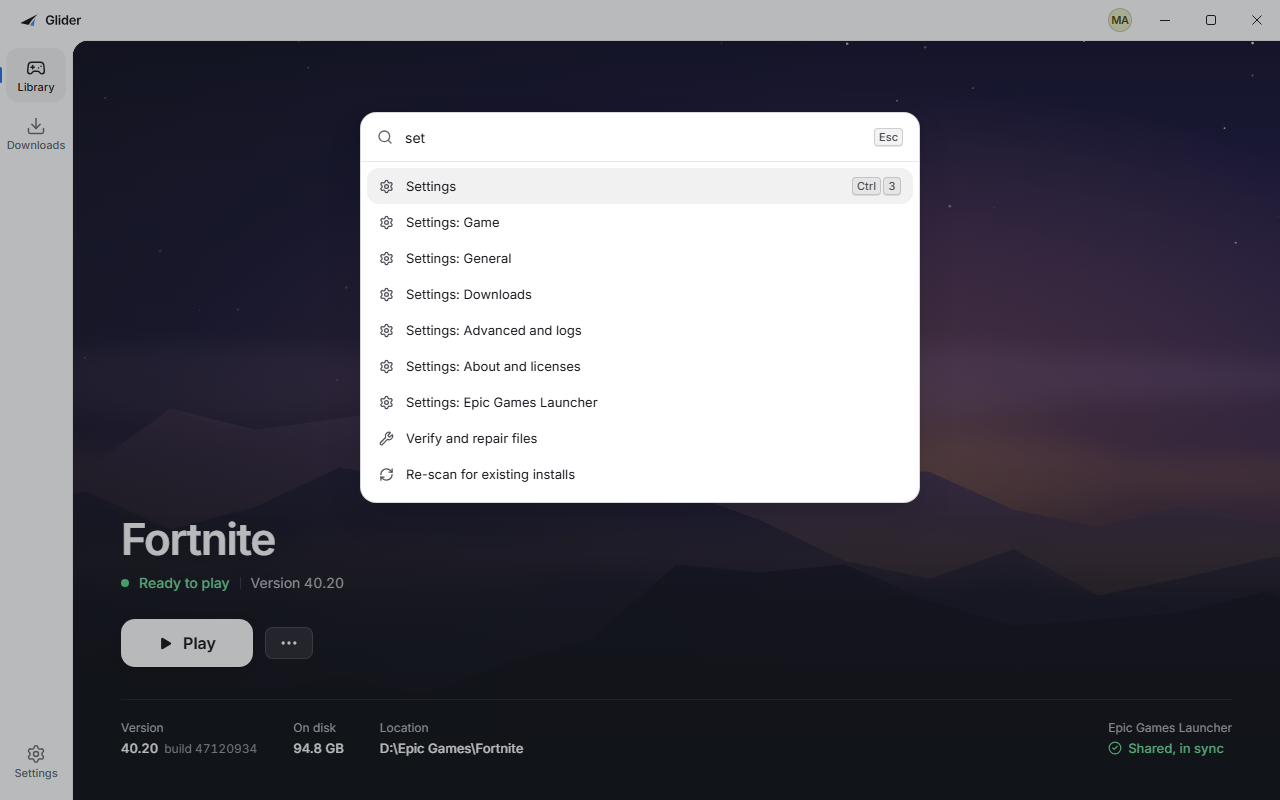 Glider
MA
Library
Downloads
set
Esc
Settings
Ctrl 3
Settings: Game
Settings: General
Settings: Downloads
Settings: Advanced and logs
Settings: About and licenses
Settings: Epic Games Launcher
Verify and repair files
Re-scan for existing installs
Fortnite
Ready to play
Version 40.20
Play
Version
40.20 build 47120934
On disk
94.8 GB
Location
D:\Epic Games\Fortnite
Epic Games Launcher
Shared, in sync
Settings